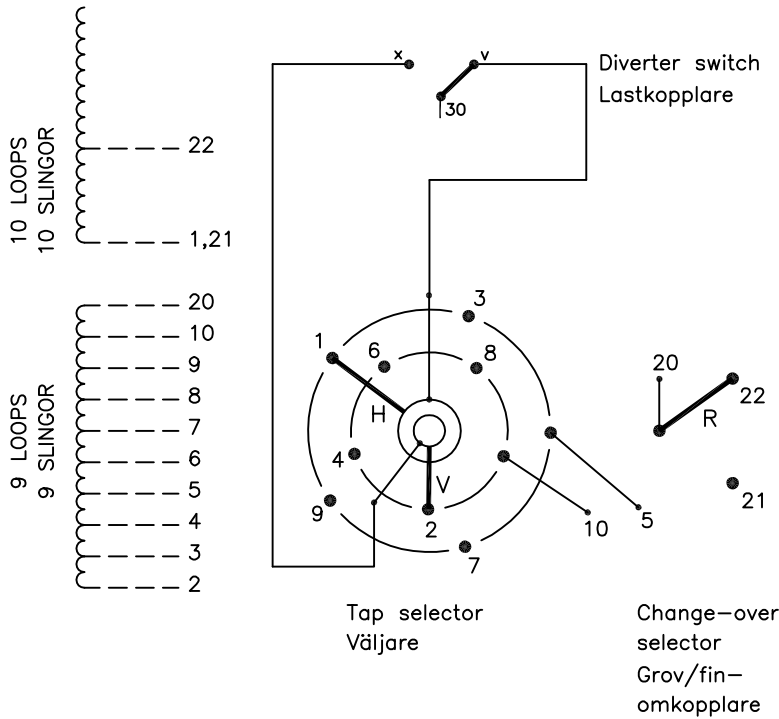 x
v
30
Diverter switch
Lastkopplare
10 LOOPS
10 SLINGOR
22
1,21
20
10
9
8
7
6
5
4
3
2
9 LOOPS
9 SLINGOR
1
3
6
8
H
4
V
9
2
7
10
5
20
22
R
21
Tap selector
Väljare
Change-over
selector
Grov/fin-
omkopplare